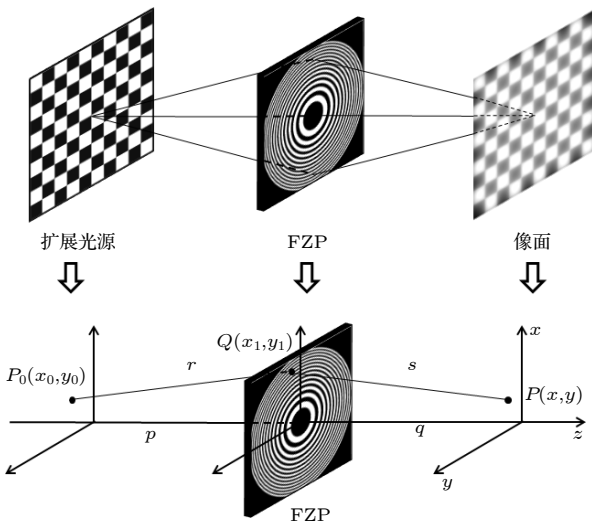 扩展光源 FZP 像面
x
Q(x₁,y₁)
P₀(x₀,y₀) r s P(x,y)
p q z
y
FZP